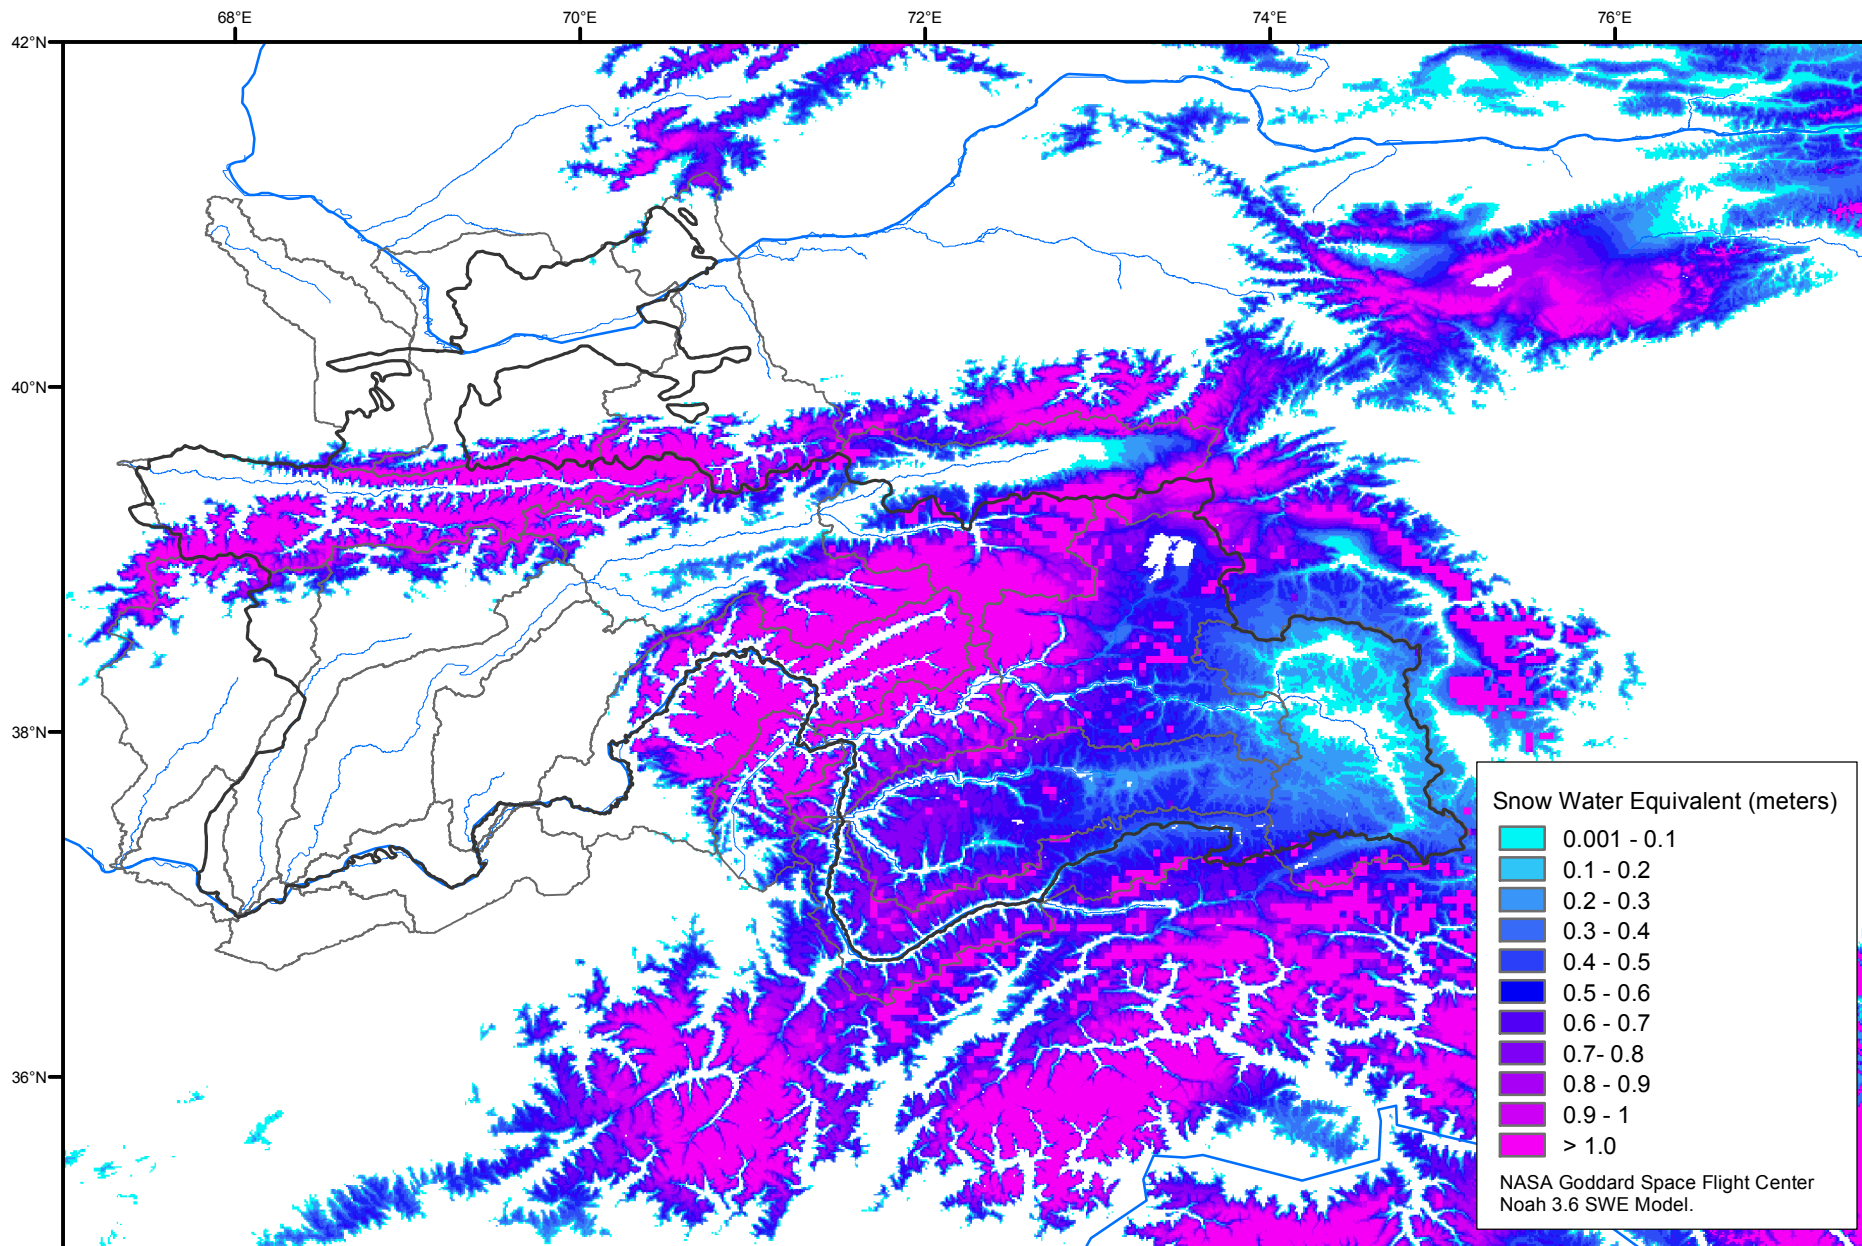 68°E 70°E 72°E 74°E 76°E
42°N
40°N
38°N
36°N
Snow Water Equivalent (meters)
0.001 - 0.1
0.1 - 0.2
0.2 - 0.3
0.3 - 0.4
0.4 - 0.5
0.5 - 0.6
0.6 - 0.7
0.7- 0.8
0.8 - 0.9
0.9 - 1
> 1.0
NASA Goddard Space Flight Center
Noah 3.6 SWE Model.